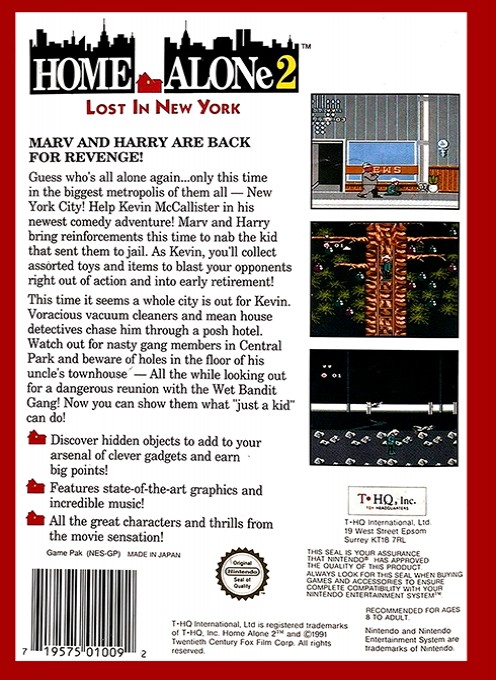 HOME ALONe 2 ™
LOST IN NEW YORK
MARV AND HARRY ARE BACK
FOR REVENGE!
Guess who's all alone again...only this time
in the biggest metropolis of them all — New
York City! Help Kevin McCallister in his
newest comedy adventure! Marv and Harry
bring reinforcements this time to nab the kid
that sent them to jail. As Kevin, you'll collect
assorted toys and items to blast your opponents
right out of action and into early retirement!
This time it seems a whole city is out for Kevin.
Voracious vacuum cleaners and mean house
detectives chase him through a posh hotel.
Watch out for nasty gang members in Central
Park and beware of holes in the floor of his
uncle's townhouse — All the while looking out
for a dangerous reunion with the Wet Bandit
Gang! Now you can show them what "just a kid"
can do!
Discover hidden objects to add to your
arsenal of clever gadgets and earn
big points!
Features state-of-the-art graphics and
incredible music!
All the great characters and thrills from
the movie sensation!
Game Pak (NES-GP) MADE IN JAPAN
7 19575 01009 2
Original
Nintendo
Seal of
Quality
EWS
01
01
T•HQ, Inc.
TOY HEADQUARTERS
T•HQ International, Ltd.
19 West Street Epsom
Surrey KT18 7RL
THIS SEAL IS YOUR ASSURANCE
THAT NINTENDO® HAS APPROVED
THE QUALITY OF THIS PRODUCT
ALWAYS LOOK FOR THIS SEAL WHEN BUYING
GAMES AND ACCESSORIES TO ENSURE
COMPLETE COMPATIBILITY WITH YOUR
NINTENDO ENTERTAINMENT SYSTEM™
RECOMMENDED FOR AGES
8 TO ADULT.
T•HQ International, Ltd is registered trademarks
of T•HQ, Inc. Home Alone 2™ and ©1991
Twentieth Century Fox Film Corp. All rights
reserved.
Nintendo and Nintendo
Entertainment System are
trademarks of Nintendo.